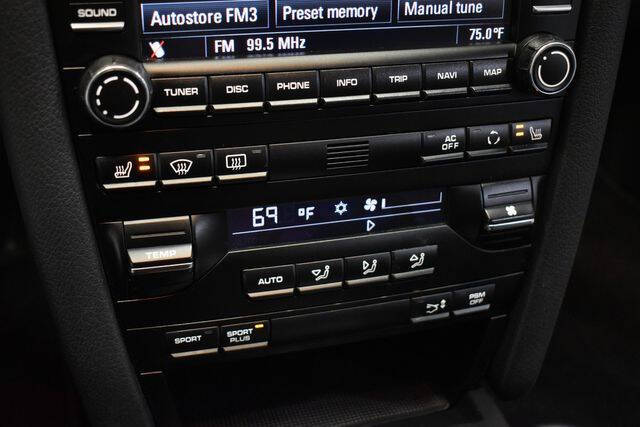 SOUND
Autostore FM3 Preset memory Manual tune
FM 99.5 MHz 75.0 °F
TUNER DISC PHONE INFO TRIP NAVI MAP
AC OFF
69 °F
TEMP
AUTO
SPORT SPORT PLUS PSM OFF